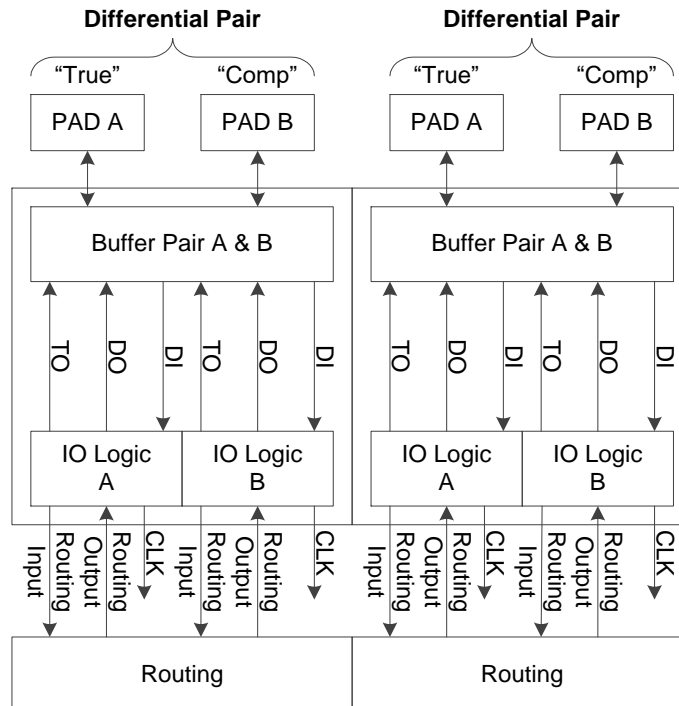 Differential Pair Differential Pair
“True” “Comp” “True” “Comp”
PAD A PAD B PAD A PAD B
Buffer Pair A & B Buffer Pair A & B
TO DO DI TO DO DI TO DO DI TO DO DI
IO Logic A IO Logic B IO Logic A IO Logic B
Routing Input Routing Output CLK Routing Input Routing Output CLK Routing Input Routing Output CLK Routing Input Routing Output CLK
Routing Routing